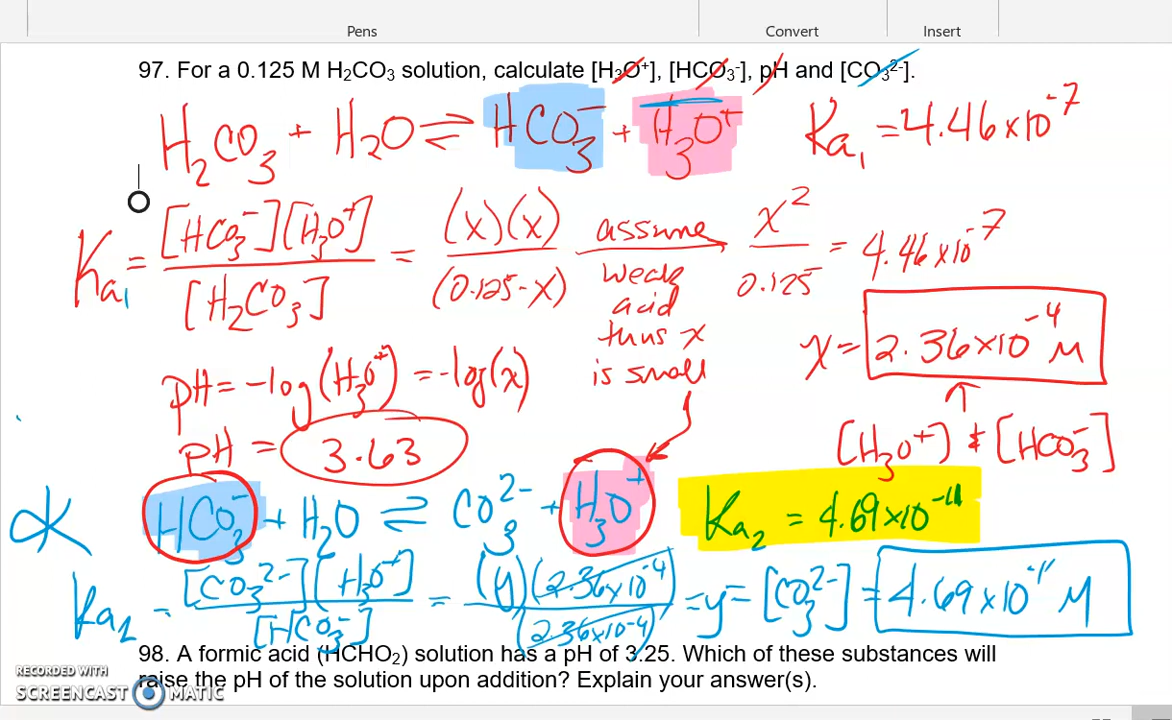 Pens Convert Insert
97. For a 0.125 M H₂CO₃ solution, calculate [H₃O⁺], [HCO₃⁻], pH and [CO₃²⁻].
H₂CO₃ + H₂O ⇌ HCO₃⁻ + H₃O⁺ Ka₁ = 4.46×10⁻⁷
Ka₁ = [HCO₃⁻][H₃O⁺] / [H₂CO₃] = (x)(x) / (0.125-x) assume weak acid thus x is small x² / 0.125 = 4.46×10⁻⁷
x = 2.36×10⁻⁴ M
pH = -log(H₃O⁺) = -log(x)
[H₃O⁺) & [HCO₃⁻]
pH = 3.63
HCO₃⁻ + H₂O ⇌ CO₃²⁻ + H₃O⁺ Ka₂ = 4.69×10⁻¹¹
Ka₂ = [CO₃²⁻][H₃O⁺] / [HCO₃⁻] = (y)(2.36×10⁻⁴) / (2.36×10⁻⁴) = y = [CO₃²⁻] = 4.69×10⁻¹¹ M
98. A formic acid (HCHO₂) solution has a pH of 3.25. Which of these substances will
raise the pH of the solution upon addition? Explain your answer(s).
RECORDED WITH
SCREENCAST MATIC